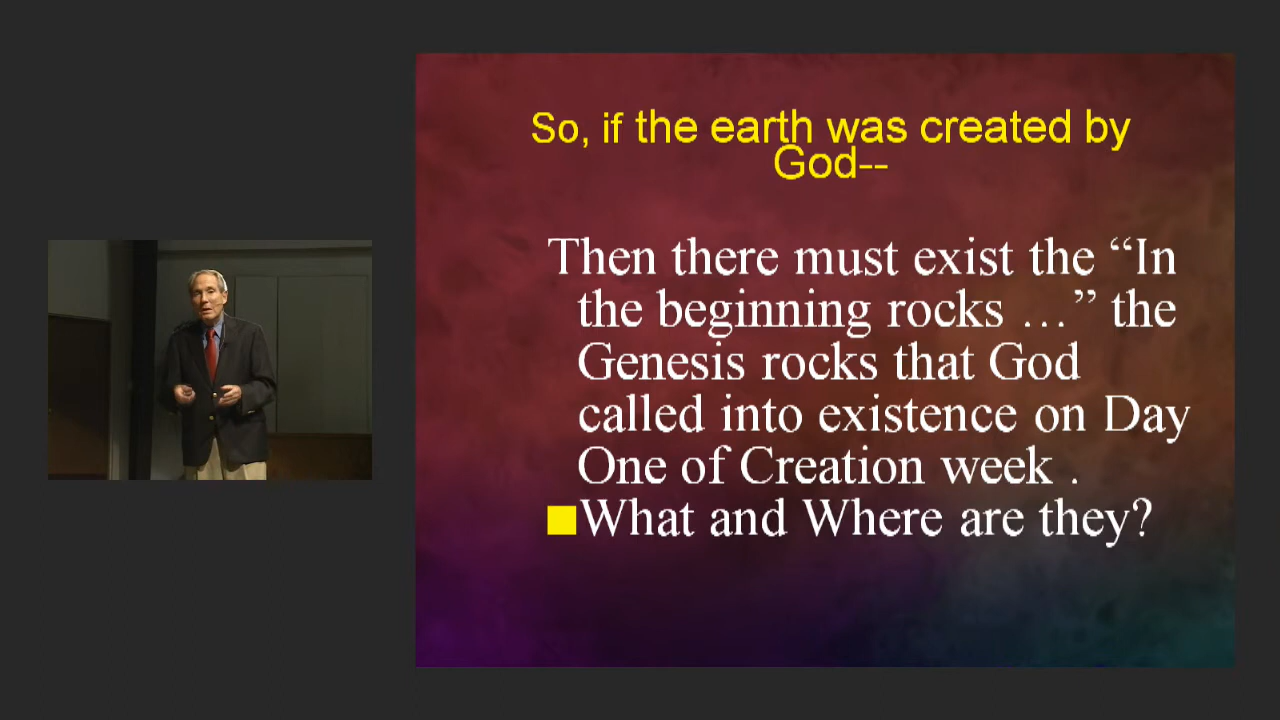 So, if the earth was created by
God--
Then there must exist the “In
the beginning rocks …” the
Genesis rocks that God
called into existence on Day
One of Creation week .
What and Where are they?